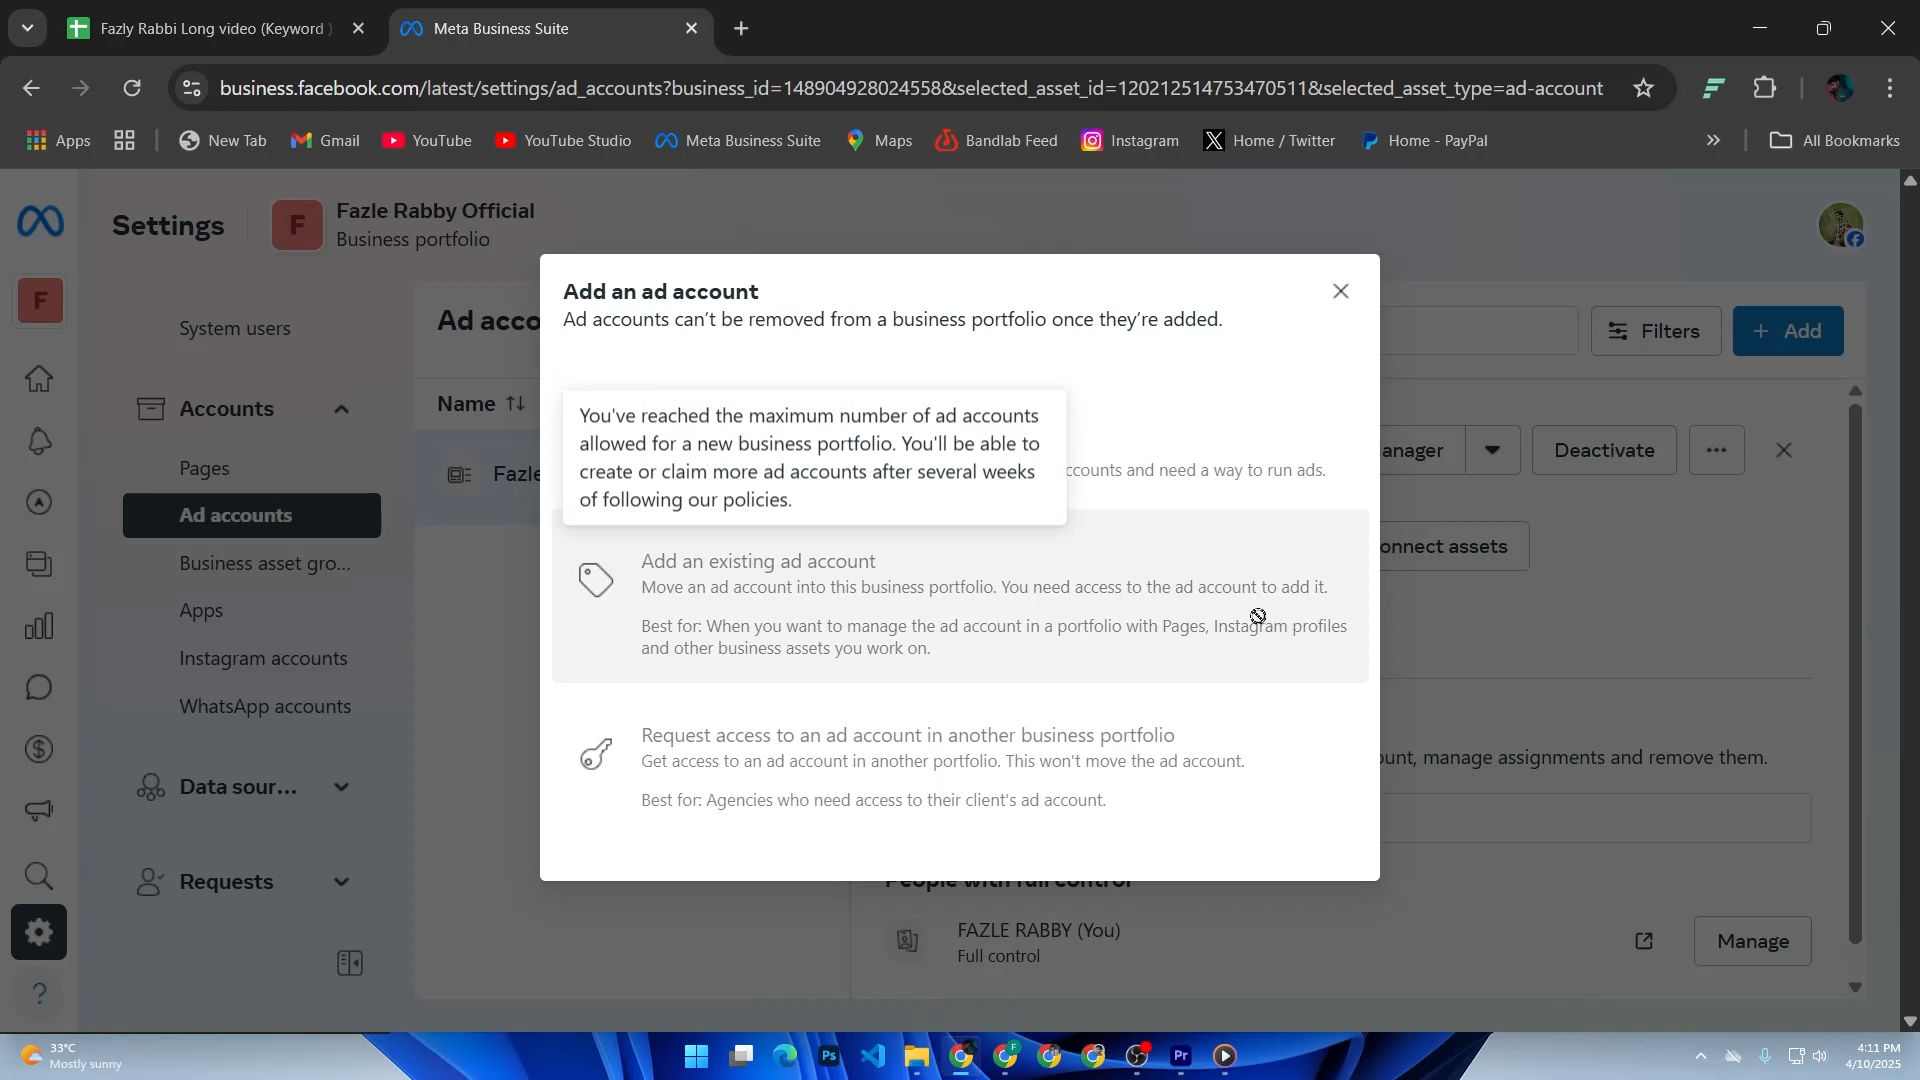 Fazly Rabbi Long video (Keyword
Meta Business Suite
business.facebook.com/latest/settings/ad_accounts?business_id=148904928024558&selected_asset_id=120212514753470511&selected_asset_type=ad-account
Apps
New Tab
Gmail
YouTube
YouTube Studio
Meta Business Suite
Maps
Bandlab Feed
Instagram
Home / Twitter
Home - PayPal
All Bookmarks
Settings
F
Fazle Rabby Official
Business portfolio
F
System users
Accounts
Pages
Ad accounts
Business asset gro...
Apps
Instagram accounts
WhatsApp accounts
Data sour...
Requests
Ad acco
Filters
+ Add
Name
Fazle
anager
Deactivate
onnect assets
ount, manage assignments and remove them.
Add an ad account
Ad accounts can't be removed from a business portfolio once they're added.
You've reached the maximum number of ad accounts
allowed for a new business portfolio. You'll be able to
create or claim more ad accounts after several weeks
of following our policies.
ccounts and need a way to run ads.
Add an existing ad account
Move an ad account into this business portfolio. You need access to the ad account to add it.
Best for: When you want to manage the ad account in a portfolio with Pages, Instagram profiles
and other business assets you work on.
Request access to an ad account in another business portfolio
Get access to an ad account in another portfolio. This won't move the ad account.
Best for: Agencies who need access to their client's ad account.
People with full control
FAZLE RABBY (You)
Full control
Manage
33°C
Mostly sunny
Ps
F
Pr
4:11 PM
4/10/2025